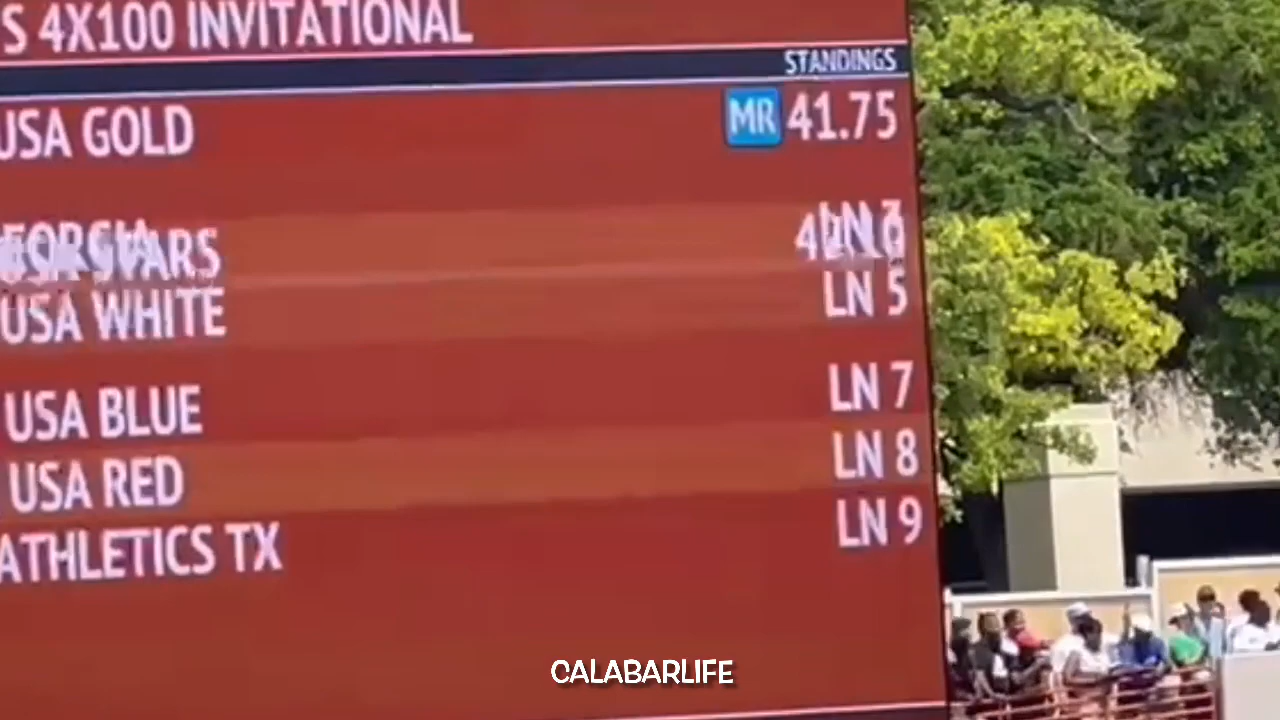 S 4X100 INVITATIONAL
STANDINGS
USA GOLD MR 41.75
STARS
USA WHITE LN 5
USA BLUE LN 7
USA RED LN 8
ATHLETICS TX LN 9
CALABARLIFE